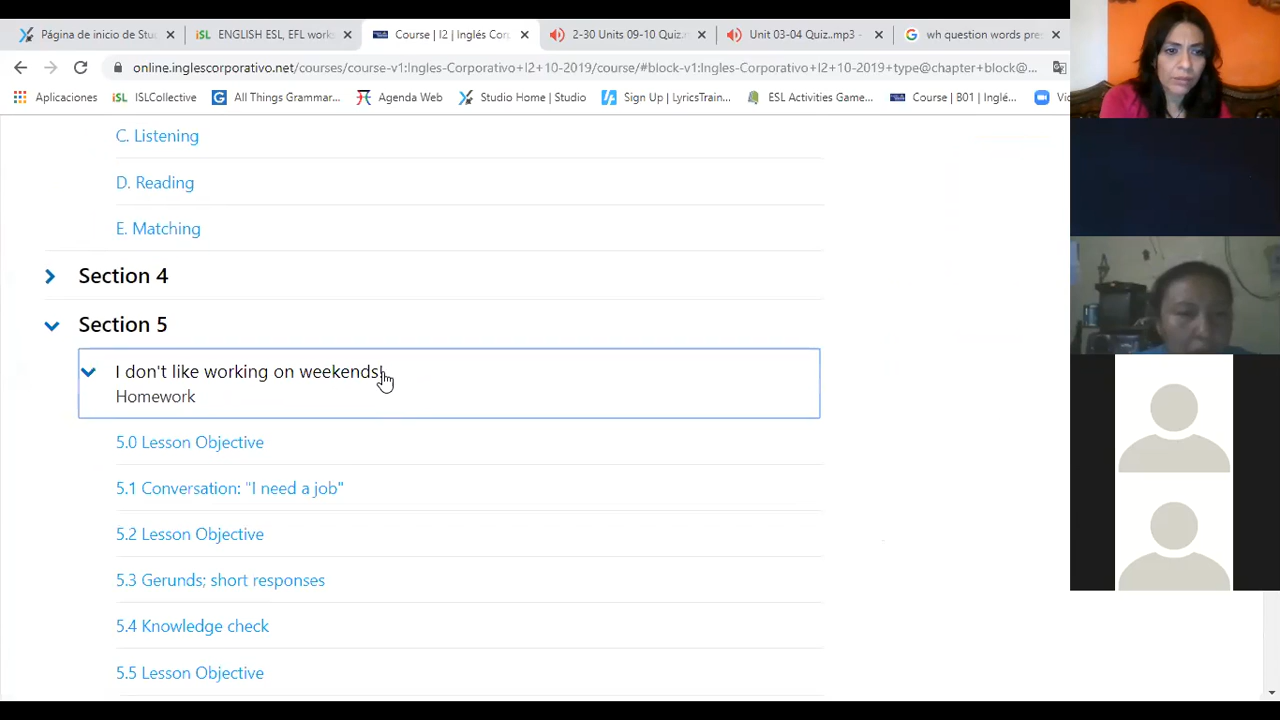 Página de inicio de Stu
ENGLISH ESL, EFL work
Course | I2 | Inglés Cor
2-30 Units 09-10 Quiz.m
Unit 03-04 Quiz..mp3 -
wh question words pre
online.inglescorporativo.net/courses/course-v1:Ingles-Corporativo+I2+10-2019/course/#block-v1:Ingles-Corporativo+I2+10-2019+type@chapter+block@...
Aplicaciones
ISLCollective
All Things Grammar...
Agenda Web
Studio Home | Studio
Sign Up | LyricsTrain...
ESL Activities Game...
Course | B01 | Inglé...
C. Listening
D. Reading
E. Matching
Section 4
Section 5
I don't like working on weekends!
Homework
5.0 Lesson Objective
5.1 Conversation: "I need a job"
5.2 Lesson Objective
5.3 Gerunds; short responses
5.4 Knowledge check
5.5 Lesson Objective